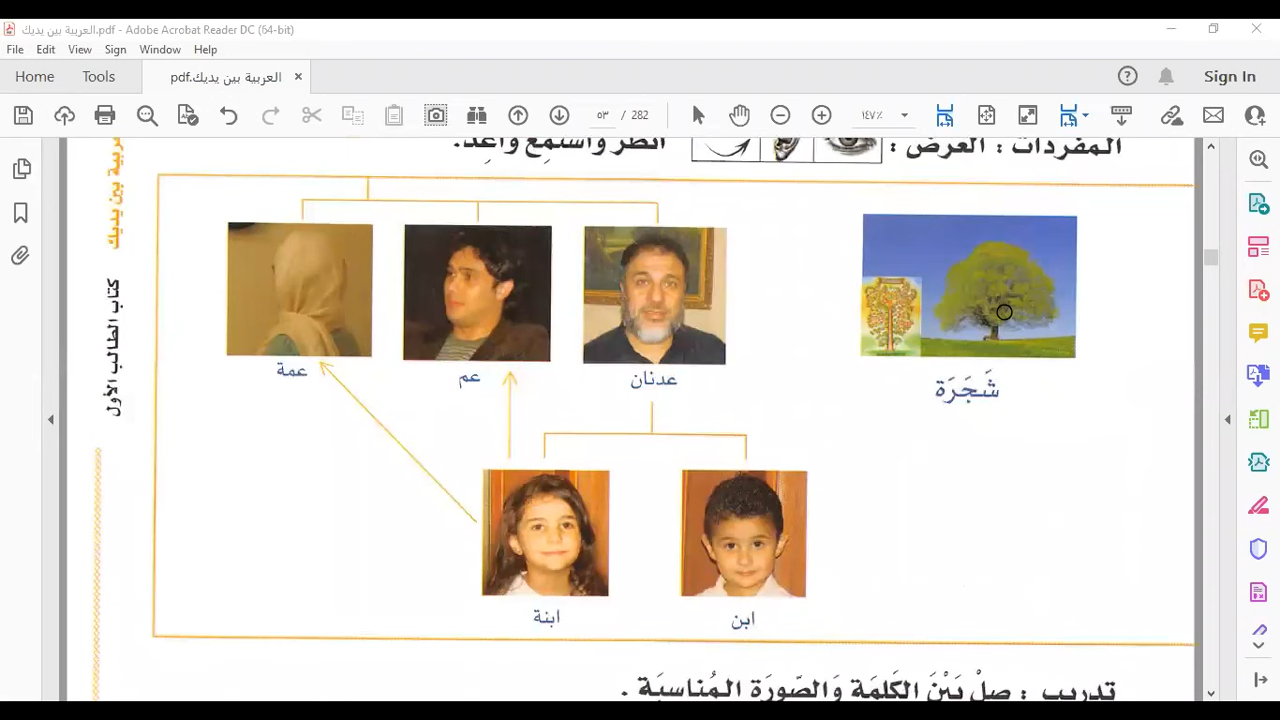 العربية بين يديك.pdf - Adobe Acrobat Reader DC (64-bit)
File Edit View Sign Window Help
Home Tools العربية بين يديك.pdf × Sign In
٥٣ / 282 ١٤٧٪
المفردات : العرض : انظر واستمع وأعد.
العربية بين يديك
كتاب الطالب الأول
عمة
عم
عدنان
شَجَرَة
ابنة
ابن
تدريب : صِلْ بَيْنَ الكَلِمَة وَالصّورَة المُناسِبَة .